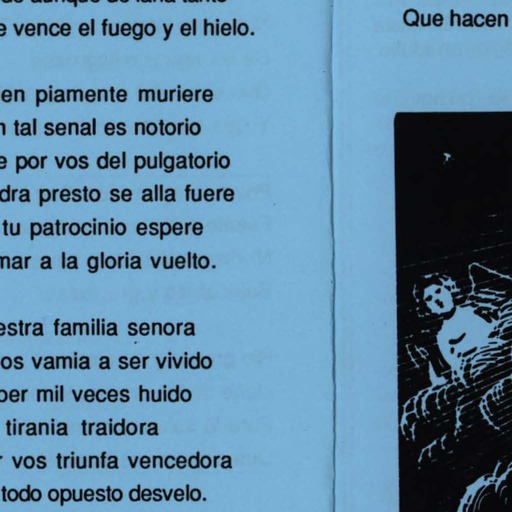 vence el fuego y el hielo.
en piamente muriere
tal senal es notorio
por vos del pulgatorio
dra presto se alla fuere
tu patrocinio espere
mar a la gloria vuelto.
estra familia senora
os vamia a ser vivido
ber mil veces huido
tirania traidora
vos triunfa vencedora
todo opuesto desvelo.
Que hacen